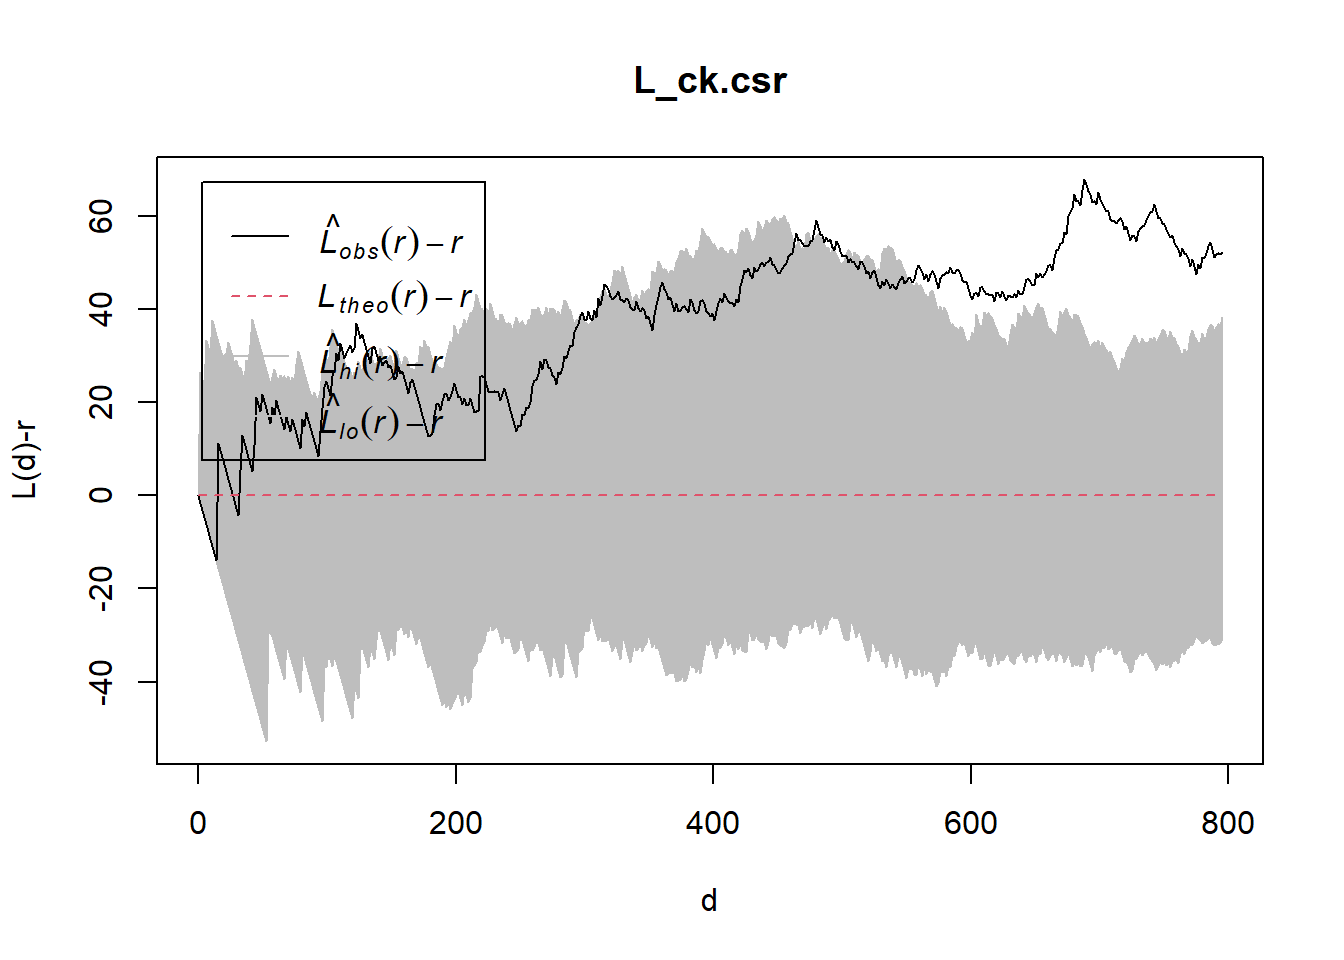 L_ck.csr
L̂obs(r) − r
Ltheo(r) − r
L̂hi(r) − r
L̂lo(r) − r
L(d)-r
60
40
20
0
-20
-40
0 200 400 600 800
d